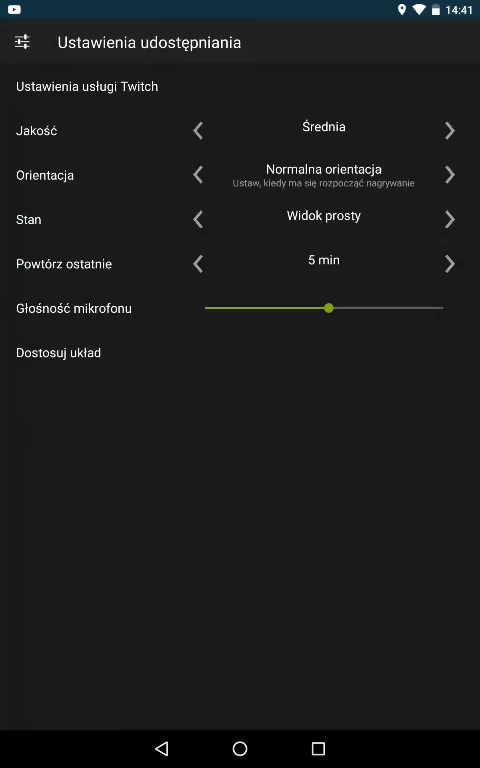 14:41
Ustawienia udostępniania
Ustawienia usługi Twitch
Jakość
Średnia
Orientacja
Normalna orientacja
Ustaw, kiedy ma się rozpocząć nagrywanie
Stan
Widok prosty
Powtórz ostatnie
5 min
Głośność mikrofonu
Dostosuj układ